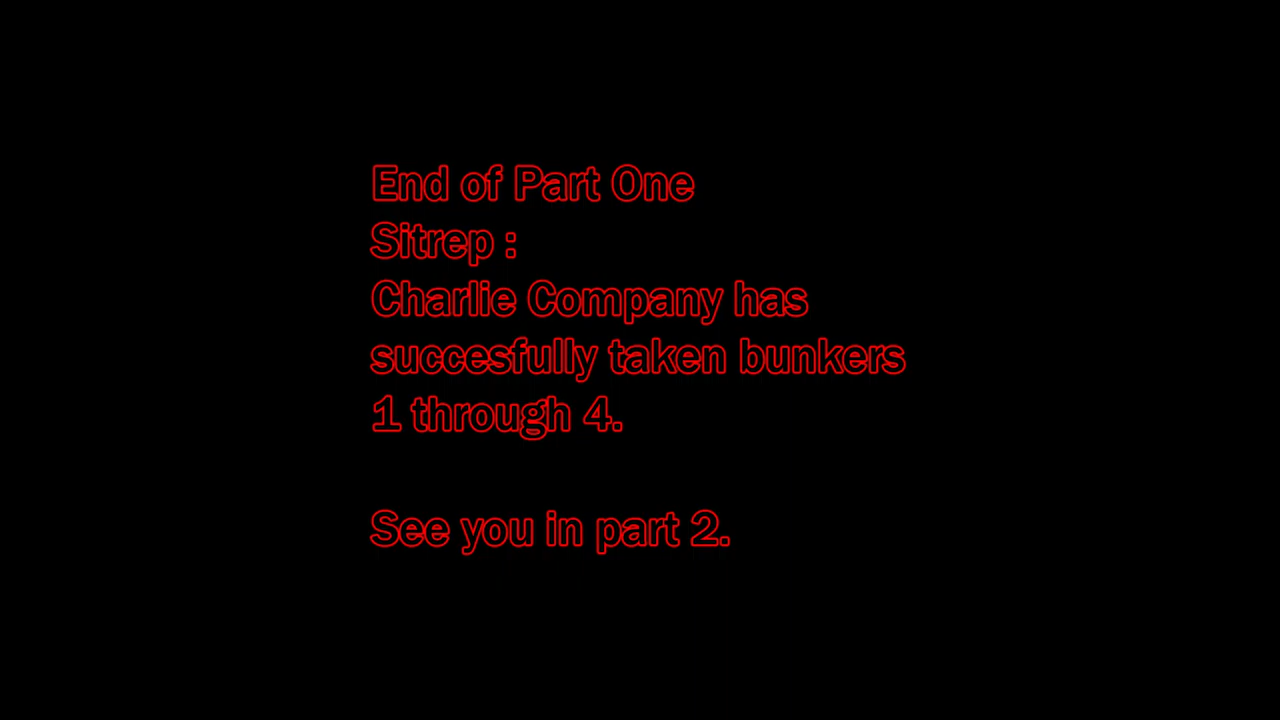 End of Part One
Sitrep :
Charlie Company has
succesfully taken bunkers
1 through 4.
See you in part 2.